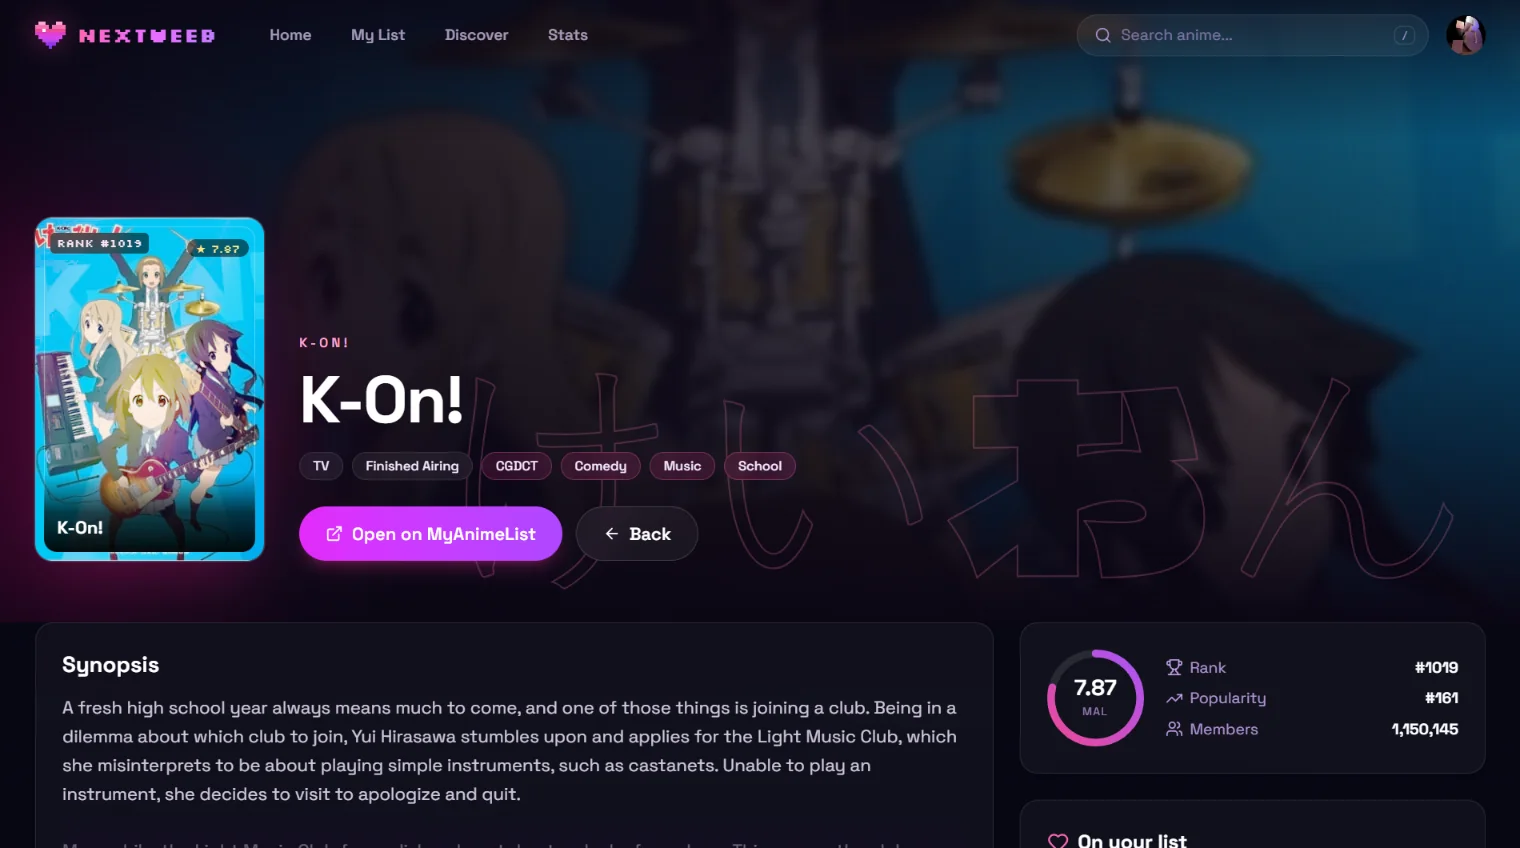 NEXTWEEB
Home
My List
Discover
Stats
Search anime...
/
RANK #1019
★ 7.87
K-On!
K-ON!
K-On!
けいおん
TV
Finished Airing
CGDCT
Comedy
Music
School
Open on MyAnimeList
Back
Synopsis
A fresh high school year always means much to come, and one of those things is joining a club. Being in a
dilemma about which club to join, Yui Hirasawa stumbles upon and applies for the Light Music Club, which
she misinterprets to be about playing simple instruments, such as castanets. Unable to play an
instrument, she decides to visit to apologize and quit.
7.87
MAL
Rank
#1019
Popularity
#161
Members
1,150,145
On your list